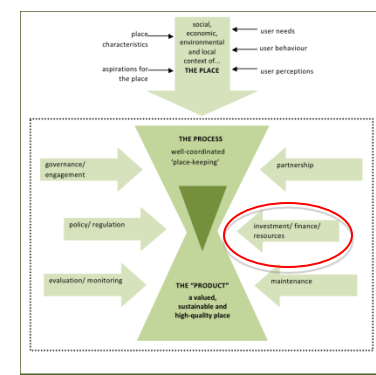 social,
economic,
environmental
and local
context of...
THE PLACE
place
characteristics
aspirations for
the place
user needs
user behaviour
user perceptions
THE PROCESS
well-coordinated
'place-keeping'
governance/
engagement
partnership
policy/ regulation
investment/ finance/
resources
evaluation/ monitoring
maintenance
THE "PRODUCT"
a valued,
sustainable and
high-quality place